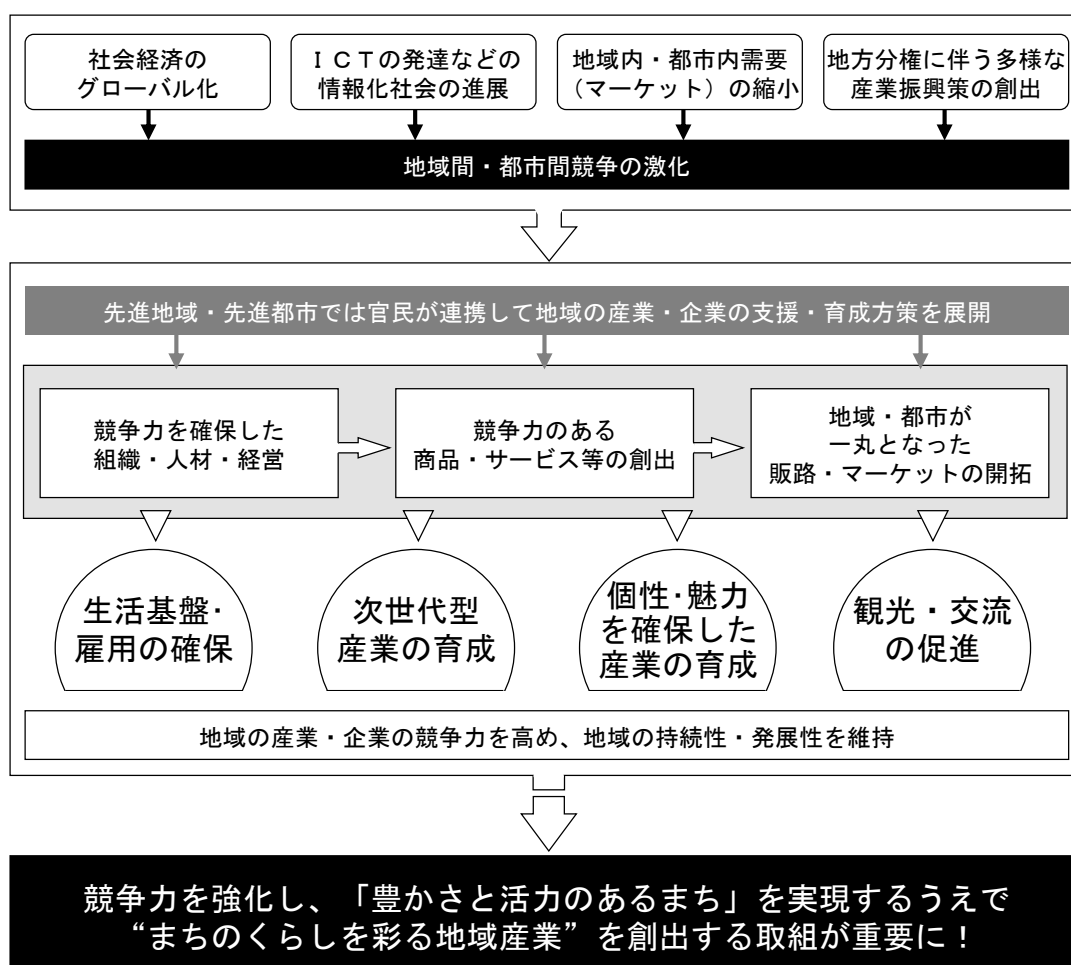 社会経済の
グローバル化
ＩＣＴの発達などの
情報化社会の進展
地域内・都市内需要
（マーケット）の縮小
地方分権に伴う多様な
産業振興策の創出
地域間・都市間競争の激化
先進地域・先進都市では官民が連携して地域の産業・企業の支援・育成方策を展開
競争力を確保した
組織・人材・経営
競争力のある
商品・サービス等の創出
地域・都市が
一丸となった
販路・マーケットの開拓
生活基盤・
雇用の確保
次世代型
産業の育成
個性・魅力
を確保した
産業の育成
観光・交流
の促進
地域の産業・企業の競争力を高め、地域の持続性・発展性を維持
競争力を強化し、「豊かさと活力のあるまち」を実現するうえで
“まちのくらしを彩る地域産業”を創出する取組が重要に！